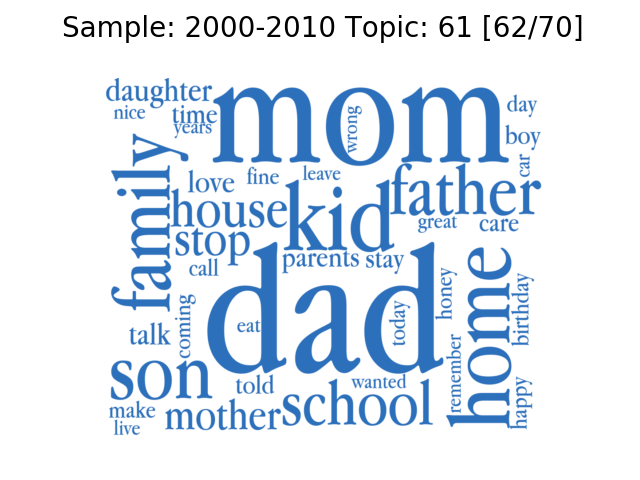 Sample: 2000-2010 Topic: 61 [62/70]
daughter
mom
day
nice
time
years
wrong
boy
family
love
fine
leave
father
car
house
kid
great
care
stop
call
parents
stay
home
dad
honey
birthday
coming
talk
eat
today
remember
son
told
wanted
happy
make
mother
school
live